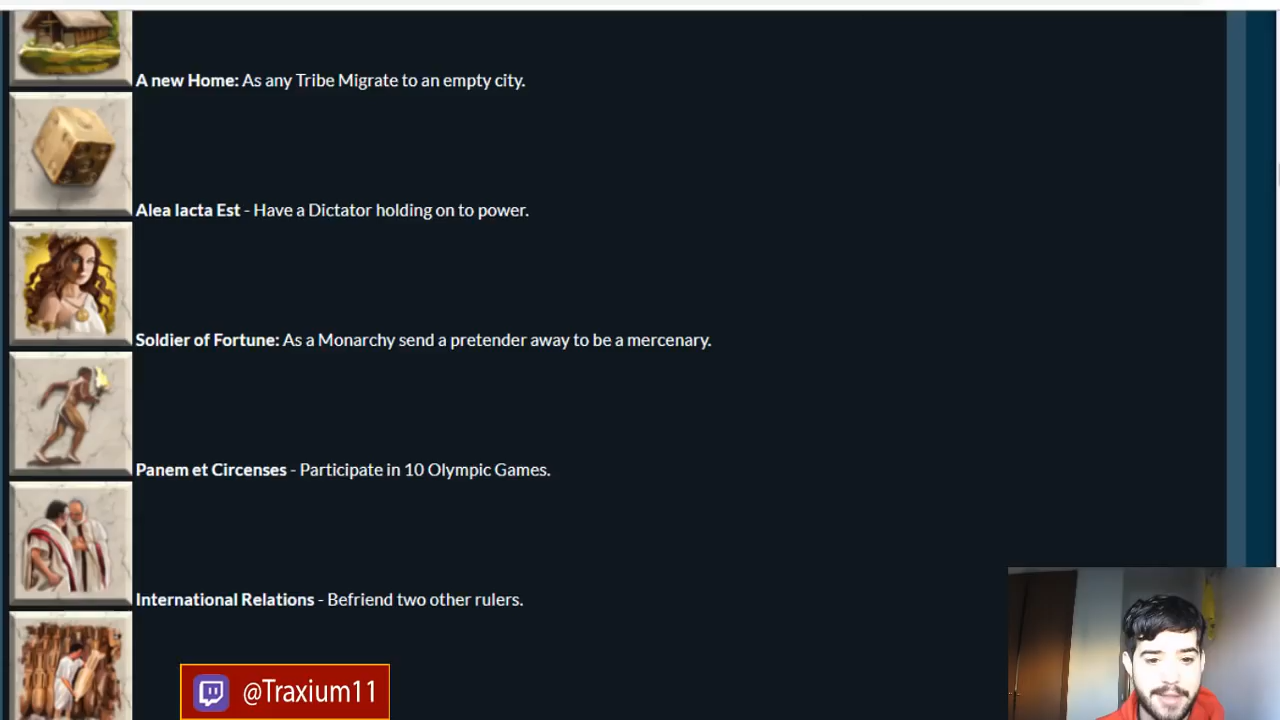 A new Home: As any Tribe Migrate to an empty city.
Alea Iacta Est - Have a Dictator holding on to power.
Soldier of Fortune: As a Monarchy send a pretender away to be a mercenary.
Panem et Circenses - Participate in 10 Olympic Games.
International Relations - Befriend two other rulers.
@Traxium11